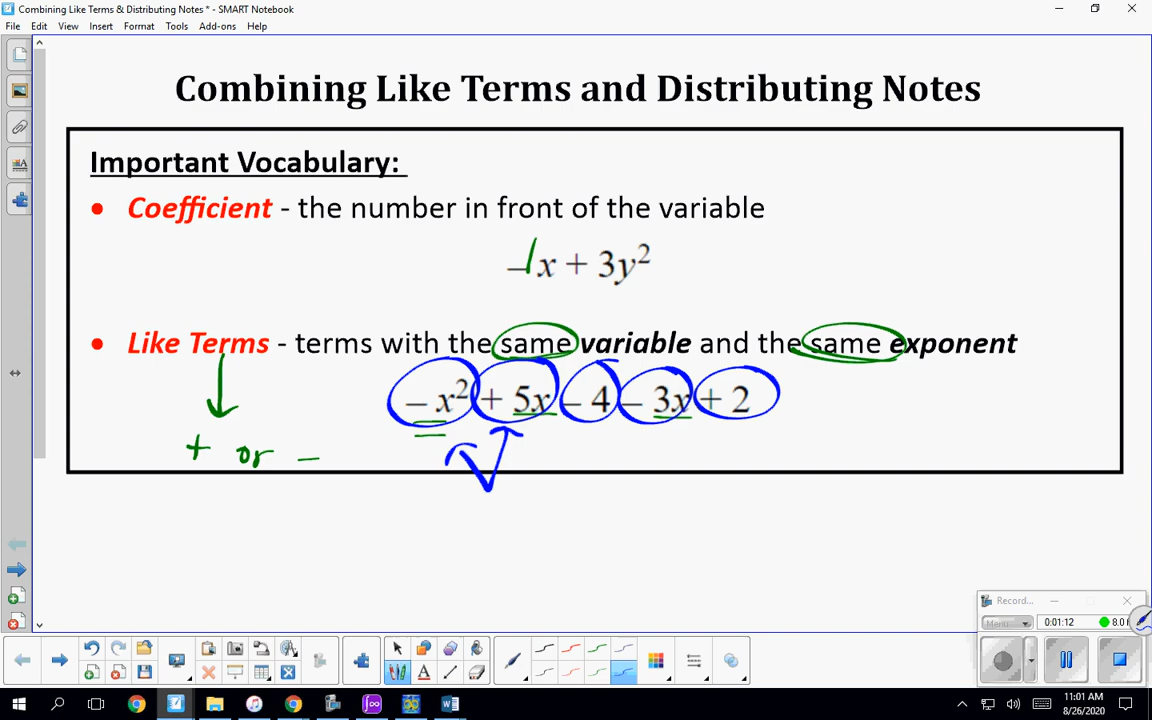 Combining Like Terms & Distributing Notes * - SMART Notebook
File Edit View Insert Format Tools Add-ons Help
Combining Like Terms and Distributing Notes
Important Vocabulary:
• Coefficient - the number in front of the variable
–1x + 3y²
• Like Terms - terms with the same variable and the same exponent
– x² + 5x – 4 – 3x + 2
+ or –
Record...
Menu
0:01:12
11:01 AM
8/26/2020